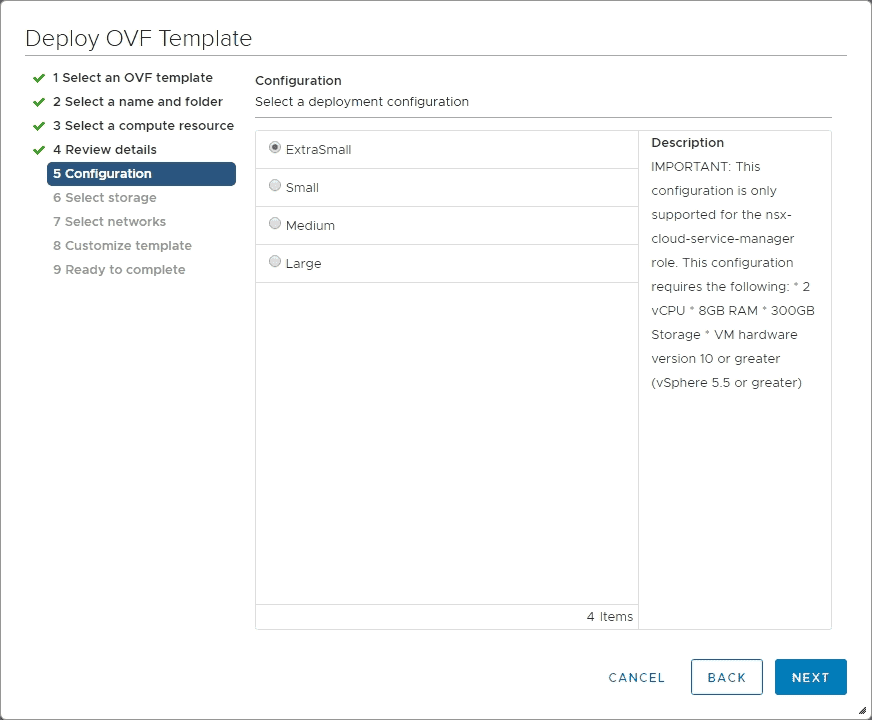 Deploy OVF Template
1 Select an OVF template
2 Select a name and folder
3 Select a compute resource
4 Review details
5 Configuration
6 Select storage
7 Select networks
8 Customize template
9 Ready to complete
Configuration
Select a deployment configuration
ExtraSmall
Small
Medium
Large
4 Items
Description
IMPORTANT: This
configuration is only
supported for the nsx-
cloud-service-manager
role. This configuration
requires the following: * 2
vCPU * 8GB RAM * 300GB
Storage * VM hardware
version 10 or greater
(vSphere 5.5 or greater)
CANCEL
BACK
NEXT